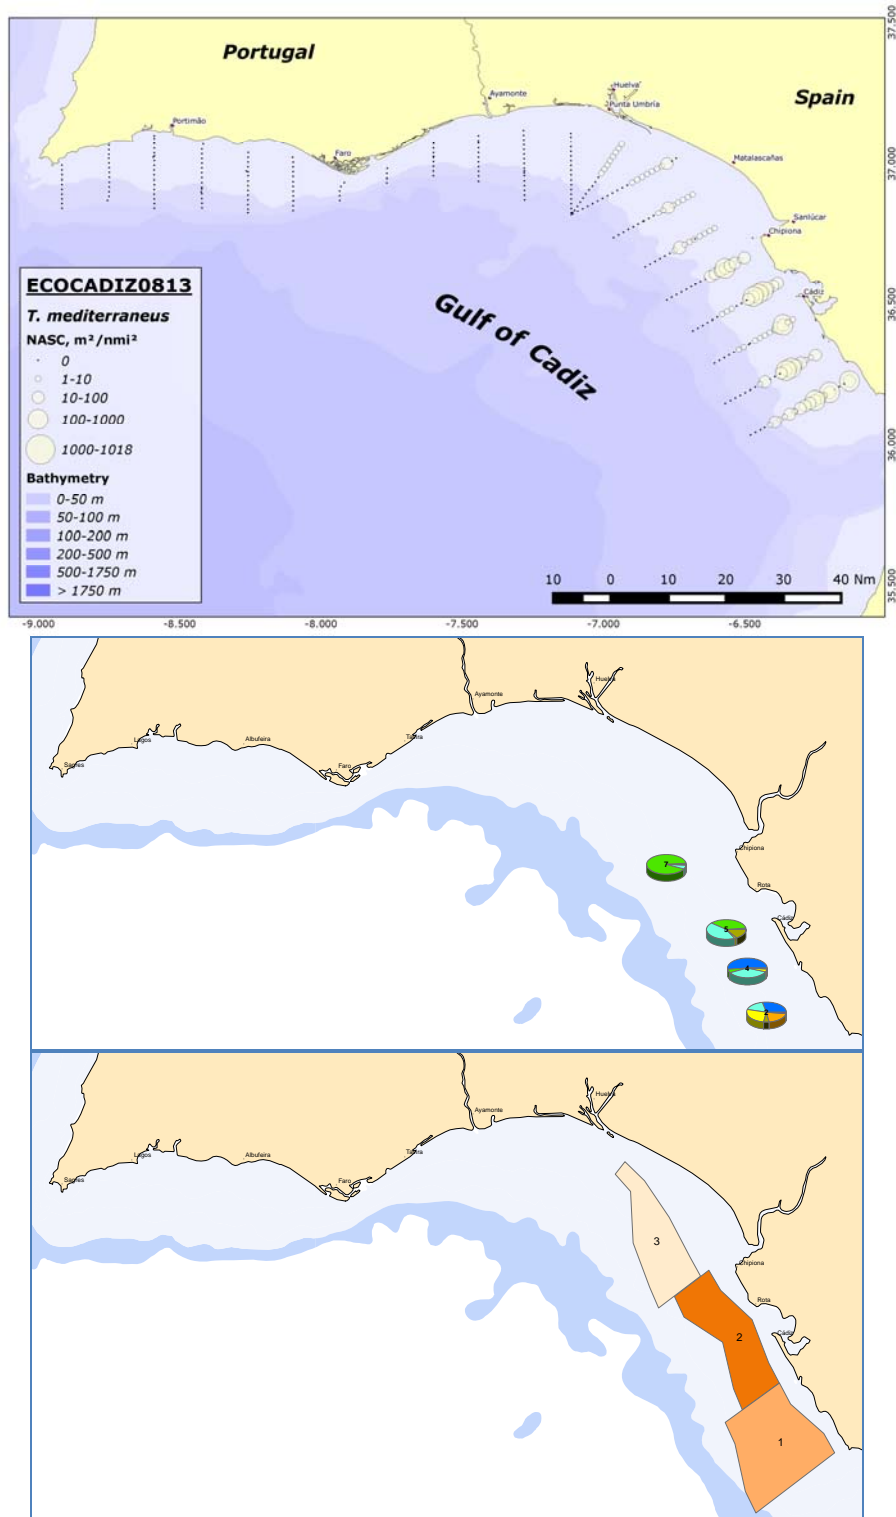 Portugal
Spain
Huelva
Ayamonte
Punta Umbría
Portimão
Faro
Matalascañas
Sanlúcar
Chipiona
Cádiz
Gulf of Cadiz
ECOCADIZ0813
T. mediterraneus
NASC, m²/nmi²
0
1-10
10-100
100-1000
1000-1018
Bathymetry
0-50 m
50-100 m
100-200 m
200-500 m
500-1750 m
> 1750 m
10 0 10 20 30 40 Nm
37.500
37.000
36.500
36.000
35.500
-9.000 -8.500 -8.000 -7.500 -7.000 -6.500
Huelva
Ayamonte
Tavira
Lagos
Albufeira
Sagres
Faro
Chipiona
7
Rota
Cádiz
5
4
2
Huelva
Ayamonte
Tavira
Lagos
Albufeira
Sagres
Faro
3
Chipiona
Rota
Cádiz
2
1